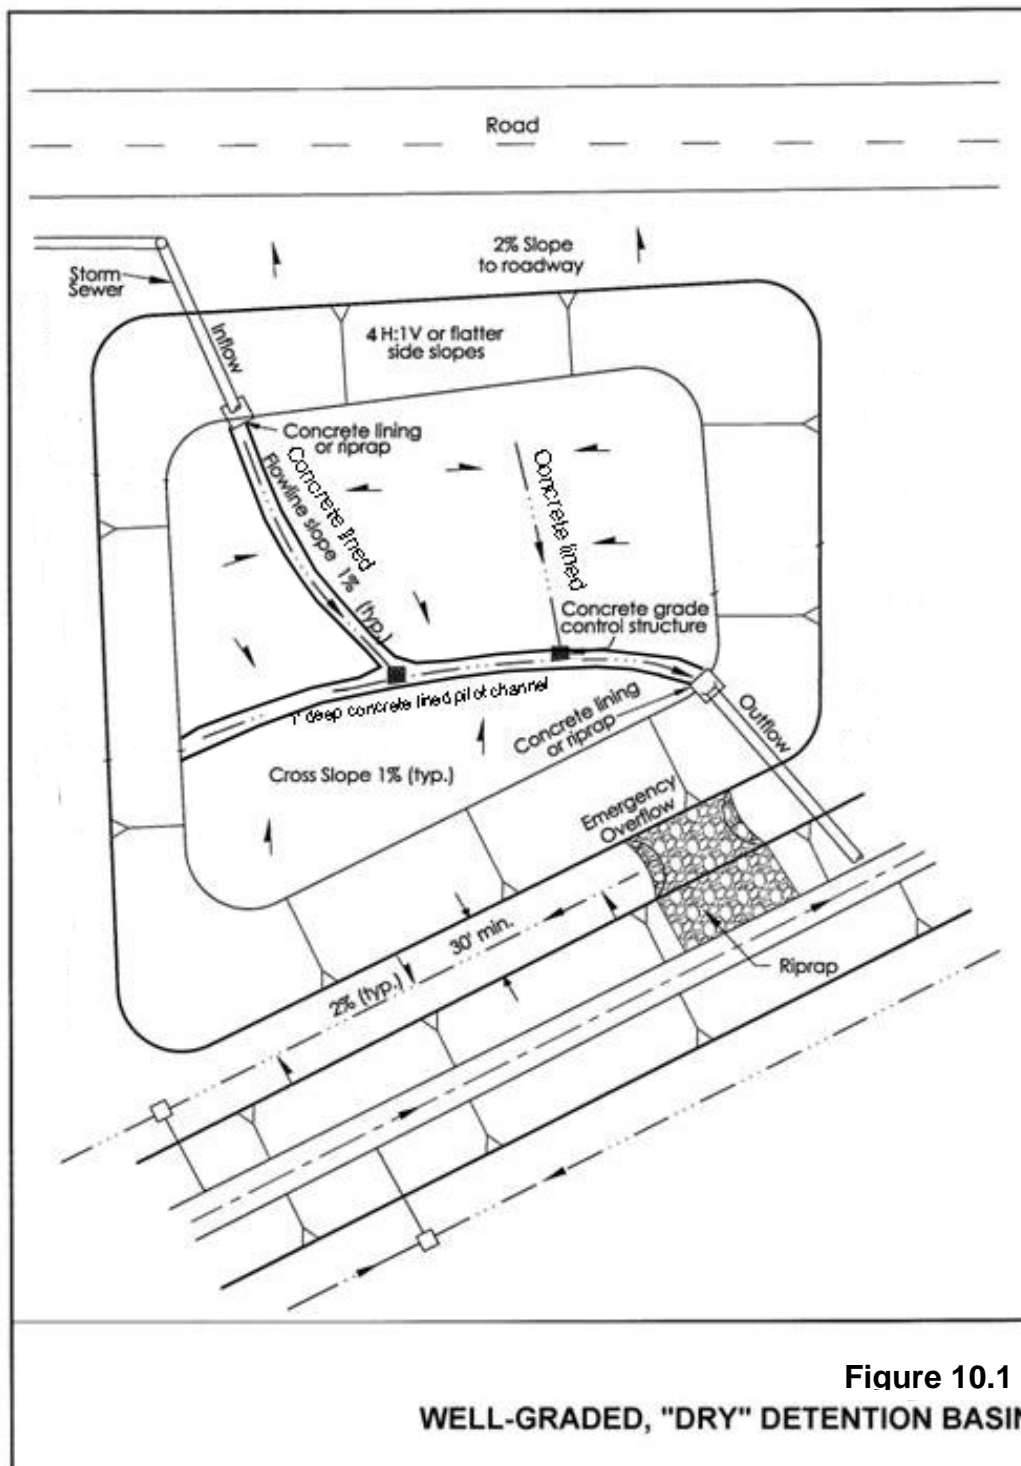 Road
2% Slope
to roadway
Storm
Sewer
Inflow
4 H:1V or flatter
side slopes
Concrete lining
or riprap
Concrete lined
Flowline slope 1% (typ.)
Concrete lined
Concrete grade
control structure
1' deep concrete lined pilot channel
Concrete lining
or riprap
Outflow
Cross Slope 1% (typ.)
Emergency
Overflow
30' min.
2% (typ.)
Riprap
Figure 10.1
WELL-GRADED, "DRY" DETENTION BASIN